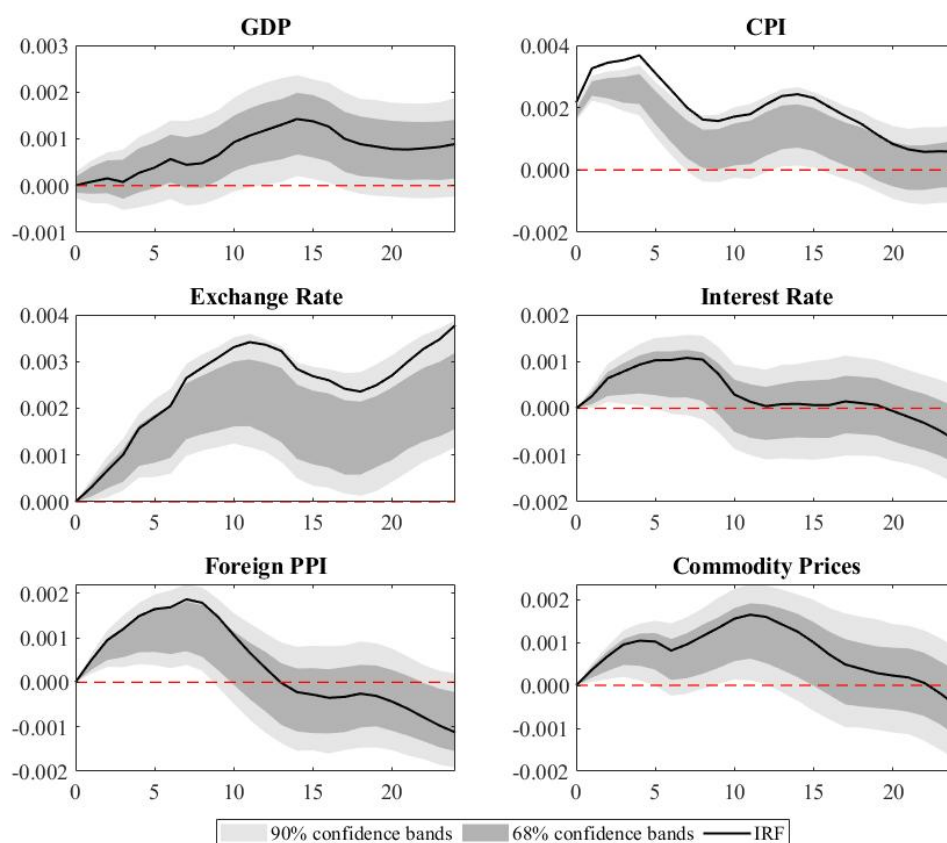 GDP
0.003
0.002
0.001
0.000
-0.001
0 5 10 15 20
CPI
0.004
0.002
0.000
-0.002
0 5 10 15 20
Exchange Rate
0.004
0.003
0.002
0.001
0.000
0 5 10 15 20
Interest Rate
0.002
0.001
0.000
-0.001
-0.002
0 5 10 15 20
Foreign PPI
0.002
0.001
0.000
-0.001
-0.002
0 5 10 15 20
Commodity Prices
0.002
0.001
0.000
-0.001
-0.002
0 5 10 15 20
90% confidence bands 68% confidence bands IRF